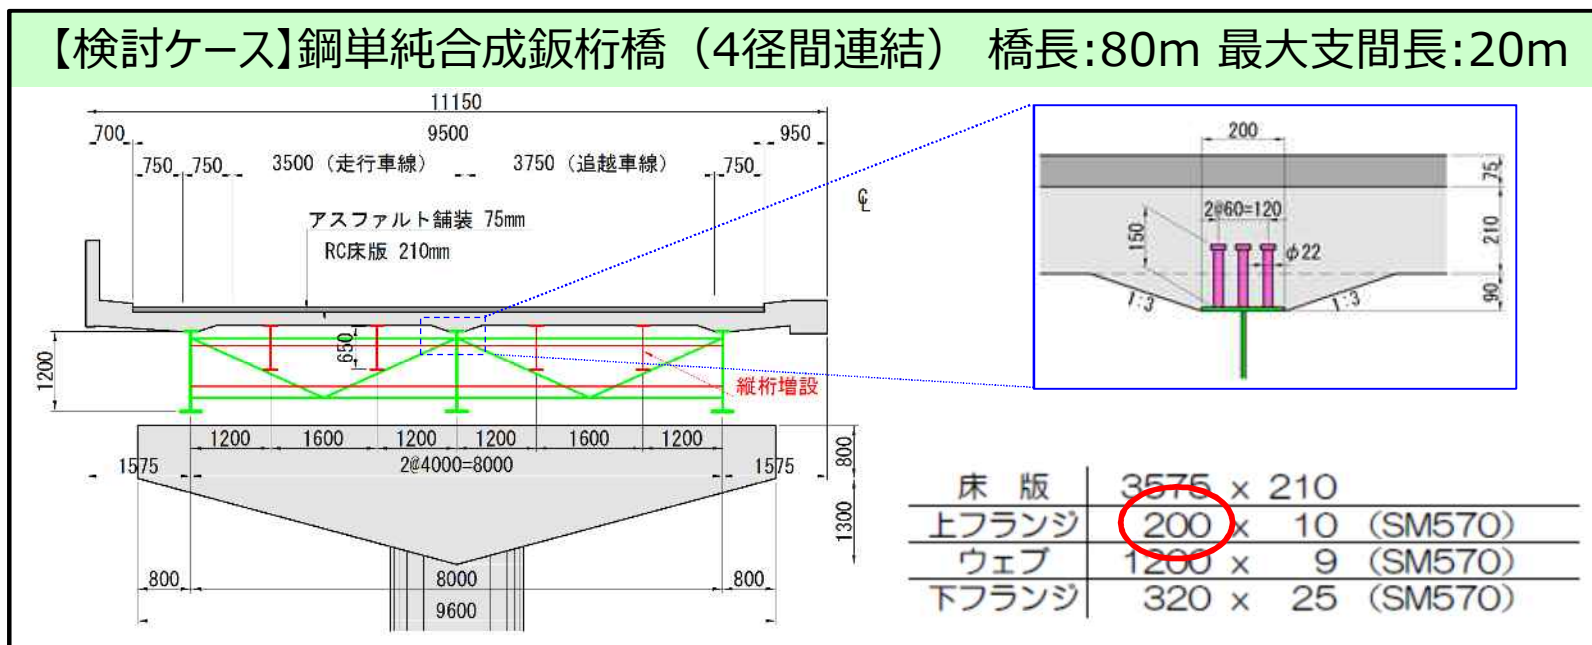 【検討ケース】鋼単純合成鈑桁橋（4径間連結） 橋長:80m 最大支間長:20m
11150
700 9500 950
750 750 3500（走行車線） 3750（追越車線） 750
アスファルト舗装 75mm
RC床版 210mm
℄
1200
650
縦桁増設
1200 1600 1200 1200 1600 1200
1575 2@4000=8000 1575
800
1300
800 8000 800
9600
200
75
2@60=120
150
φ22
210
1:3 1:3
90
床 版 3575 x 210
上フランジ 200 x 10 (SM570)
ウェブ 1200 x 9 (SM570)
下フランジ 320 x 25 (SM570)